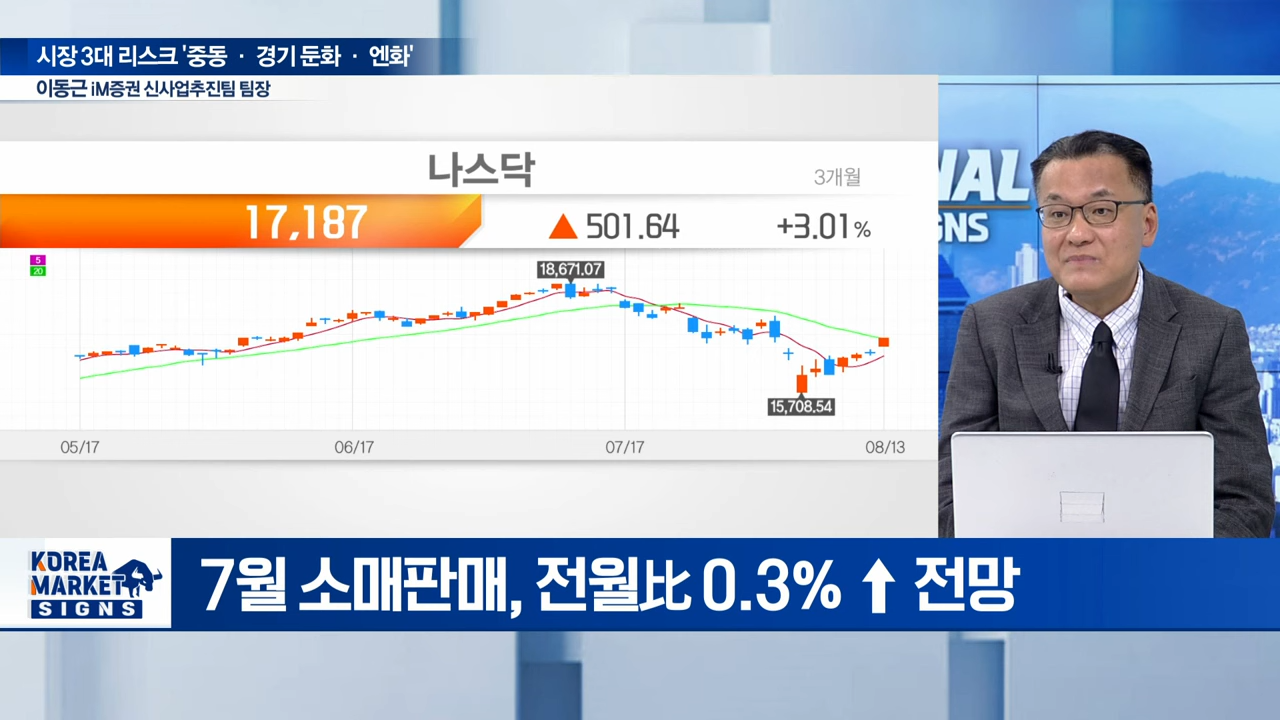 시장 3대 리스크 '중동 · 경기 둔화 · 엔화'
이동근 iM증권 신사업추진팀 팀장
나스닥
3개월
17,187
▲ 501.64
+3.01%
5
20
18,671.07
15,708.54
05/17
06/17
07/17
08/13
NAL
GNS
KOREA
MARKET
SIGNS
7월 소매판매, 전월比 0.3% ↑ 전망